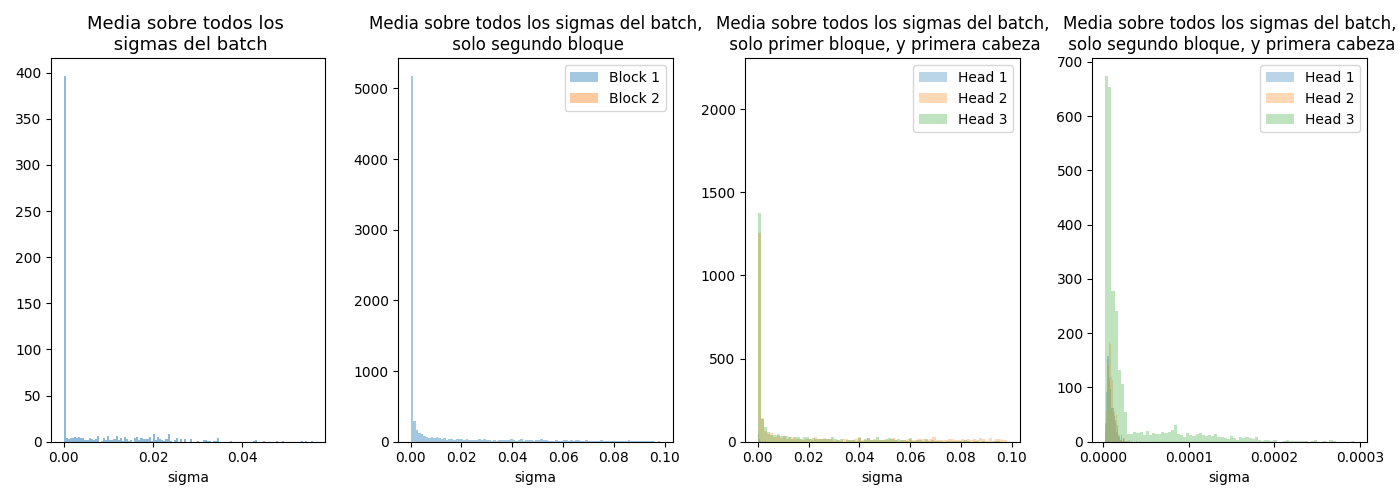 Media sobre todos los
sigmas del batch
400
350
300
250
200
150
100
50
0
0.00
0.02
0.04
sigma
Media sobre todos los sigmas del batch,
solo segundo bloque
Block 1
Block 2
5000
4000
3000
2000
1000
0
0.00
0.02
0.04
0.06
0.08
0.10
sigma
Media sobre todos los sigmas del batch,
solo primer bloque, y primera cabeza
Head 1
Head 2
Head 3
2000
1500
1000
500
0
0.00
0.02
0.04
0.06
0.08
0.10
sigma
Media sobre todos los sigmas del batch,
solo segundo bloque, y primera cabeza
Head 1
Head 2
Head 3
700
600
500
400
300
200
100
0
0.0000
0.0001
0.0002
0.0003
sigma